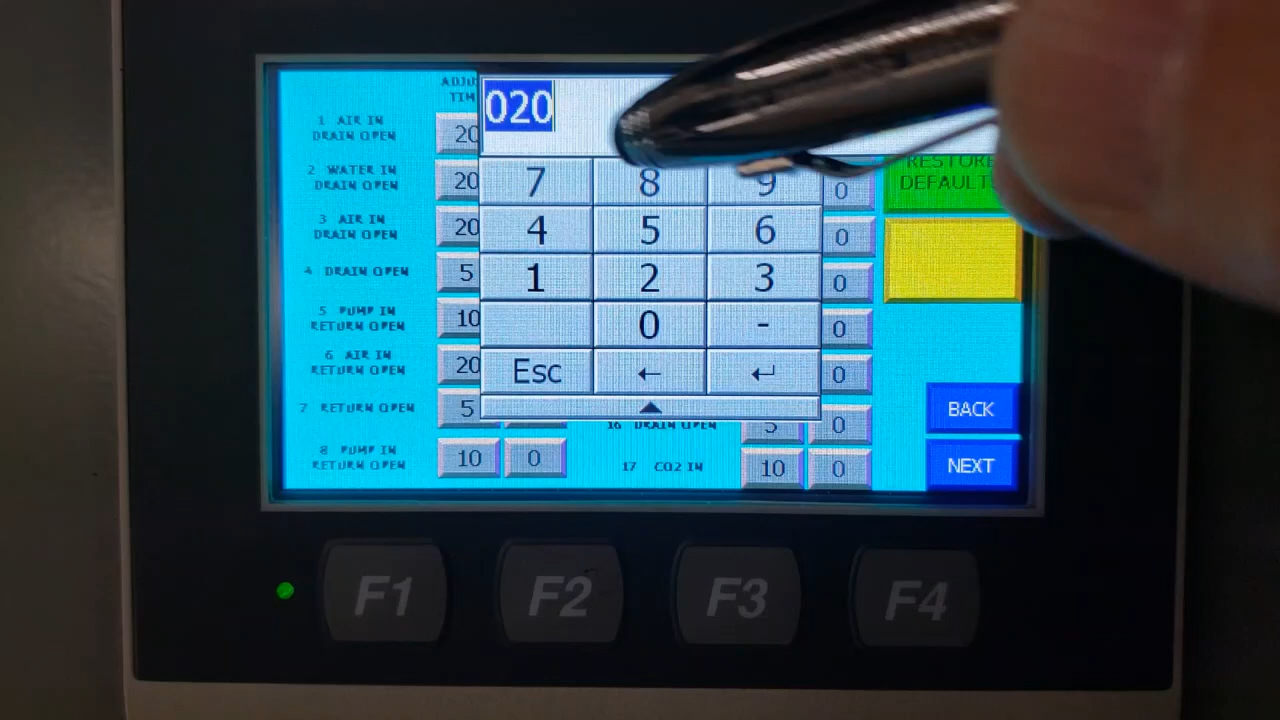 ADJU
TIM
020
1 AIR IN
DRAIN OPEN
20
2 WATER IN
DRAIN OPEN
20
3 AIR IN
DRAIN OPEN
20
4 DRAIN OPEN
5
5 PUMP IN
RETURN OPEN
10
6 AIR IN
RETURN OPEN
20
7 RETURN OPEN
5
8 PUMP IN
RETURN OPEN
10 0
7 8 9
4 5 6
1 2 3
0 -
Esc ← ↵
▲
16 DRAIN OPEN
5 0
17 CO2 IN
10 0
0
0
0
0
0
RESTORE
DEFAULTS
BACK
NEXT
F1 F2 F3 F4